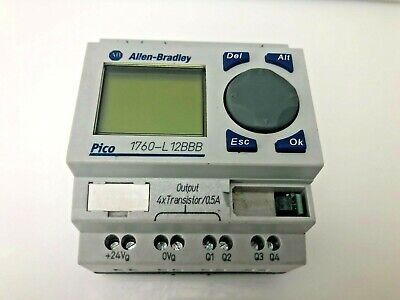 AB Allen-Bradley
Del Alt
Esc Ok
Pico 1760-L12BBB
Output
4xTransistor/0.5A
+24VQ 0VQ Q1 Q2 Q3 Q4